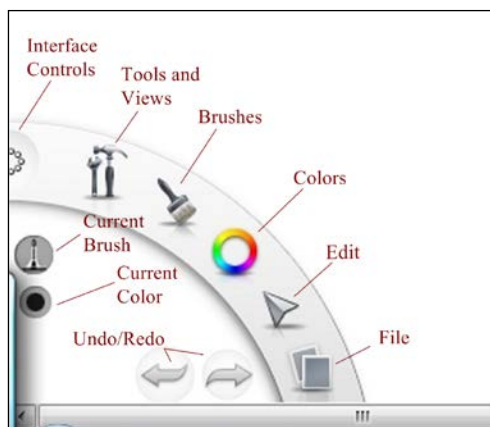 Interface
Controls
Tools and
Views
Brushes
Colors
Current
Brush
Edit
Current
Color
Undo/Redo
File